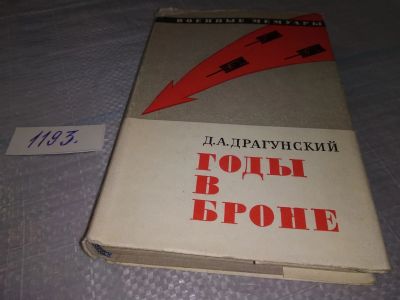 ВОЕННЫЕ МЕМУАРЫ
1193.
Д.А.ДРАГУНСКИЙ
ГОДЫ
В
БРОНЕ